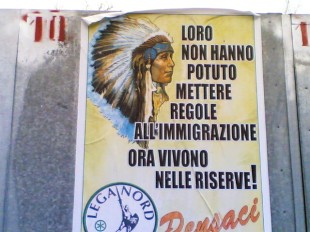 10
LORO
NON HANNO
POTUTO
METTERE
REGOLE
ALL'IMMIGRAZIONE
ORA VIVONO
NELLE RISERVE!
LEGA NORD
Pensaci